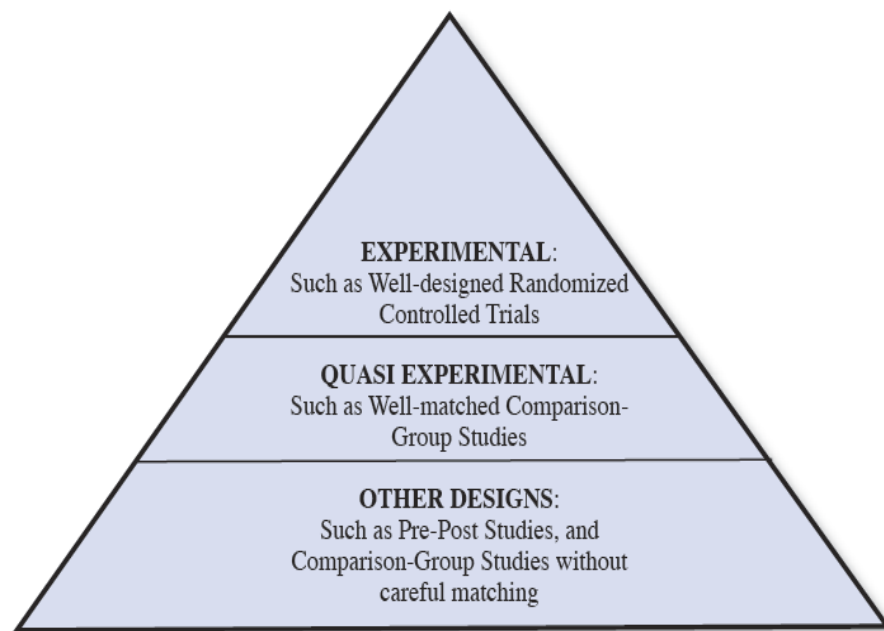 EXPERIMENTAL:
Such as Well-designed Randomized
Controlled Trials
QUASI EXPERIMENTAL:
Such as Well-matched Comparison-
Group Studies
OTHER DESIGNS:
Such as Pre-Post Studies, and
Comparison-Group Studies without
careful matching